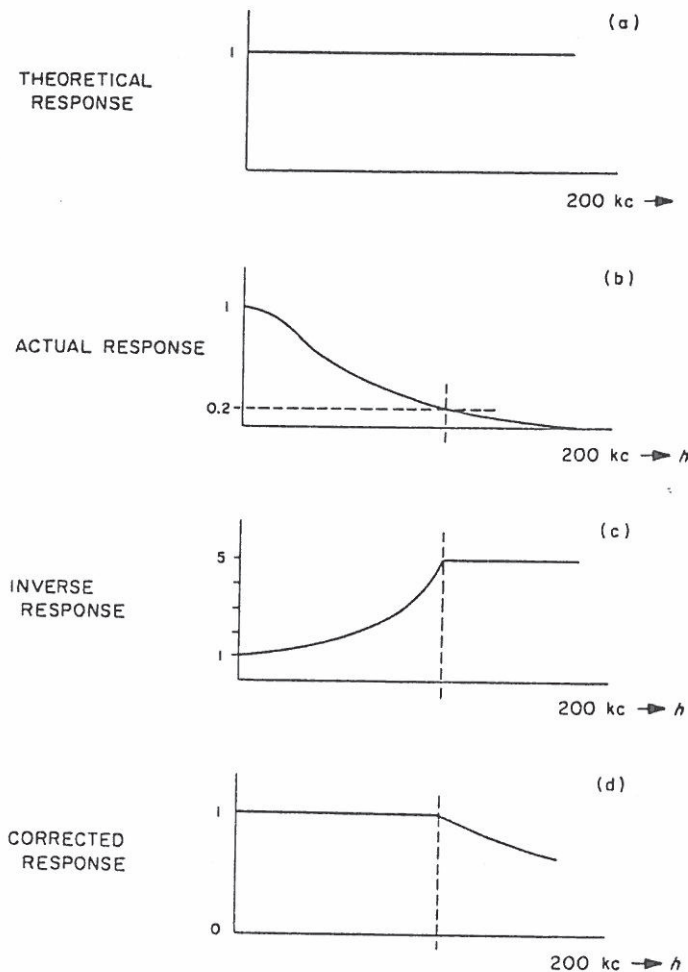 (a)
1
THEORETICAL
RESPONSE
200 kc
(b)
1
ACTUAL RESPONSE
0.2
200 kc h
(c)
5
INVERSE
RESPONSE
1
200 kc h
(d)
1
CORRECTED
RESPONSE
0
200 kc h